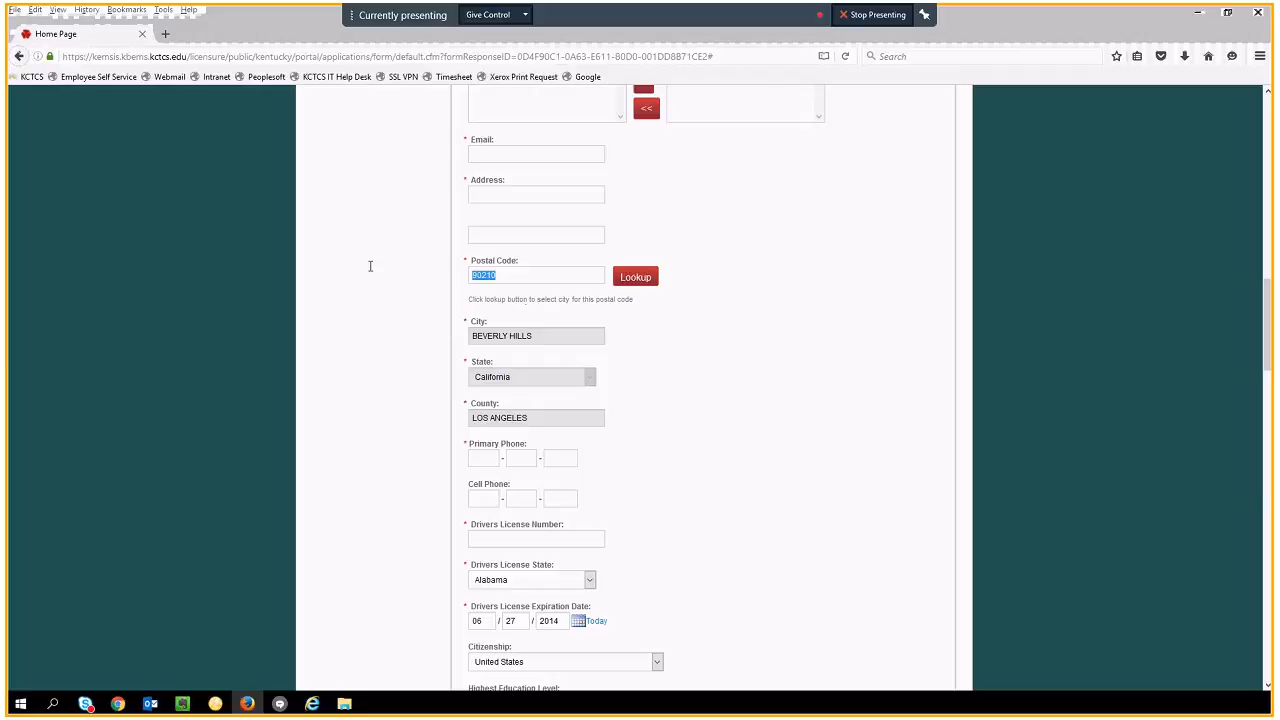 File Edit View History Bookmarks Tools Help
Currently presenting Give Control Stop Presenting
Home Page
https://kemsis.kbems.kctcs.edu/licensure/public/kentucky/portal/applications/form/default.cfm?formResponseID=0D4F90C1-0A63-E611-80D0-001DD8B71CE2#
Search
KCTCS Employee Self Service Webmail Intranet Peoplesoft KCTCS IT Help Desk SSL VPN Timesheet Xerox Print Request Google
<<
* Email:
* Address:
* Postal Code:
90210 Lookup
Click lookup button to select city for this postal code
* City:
BEVERLY HILLS
* State:
California
* County:
LOS ANGELES
* Primary Phone:
- -
Cell Phone:
- -
* Drivers License Number:
* Drivers License State:
Alabama
* Drivers License Expiration Date:
06 / 27 / 2014 Today
Citizenship:
United States
Highest Education Level: